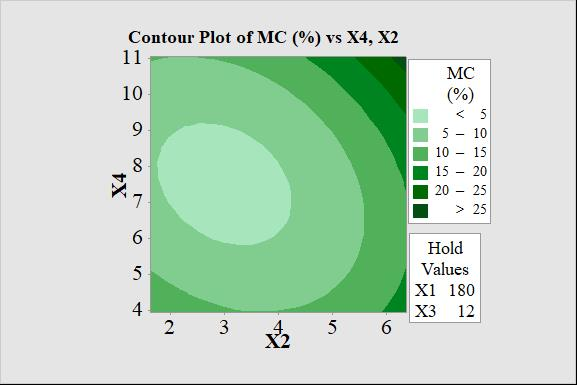 Contour Plot of MC (%) vs X4, X2
11
10
9
8
7
6
5
4
X4
2 3 4 5 6
X2
MC
(%)
< 5
5 – 10
10 – 15
15 – 20
20 – 25
> 25
Hold
Values
X1 180
X3 12